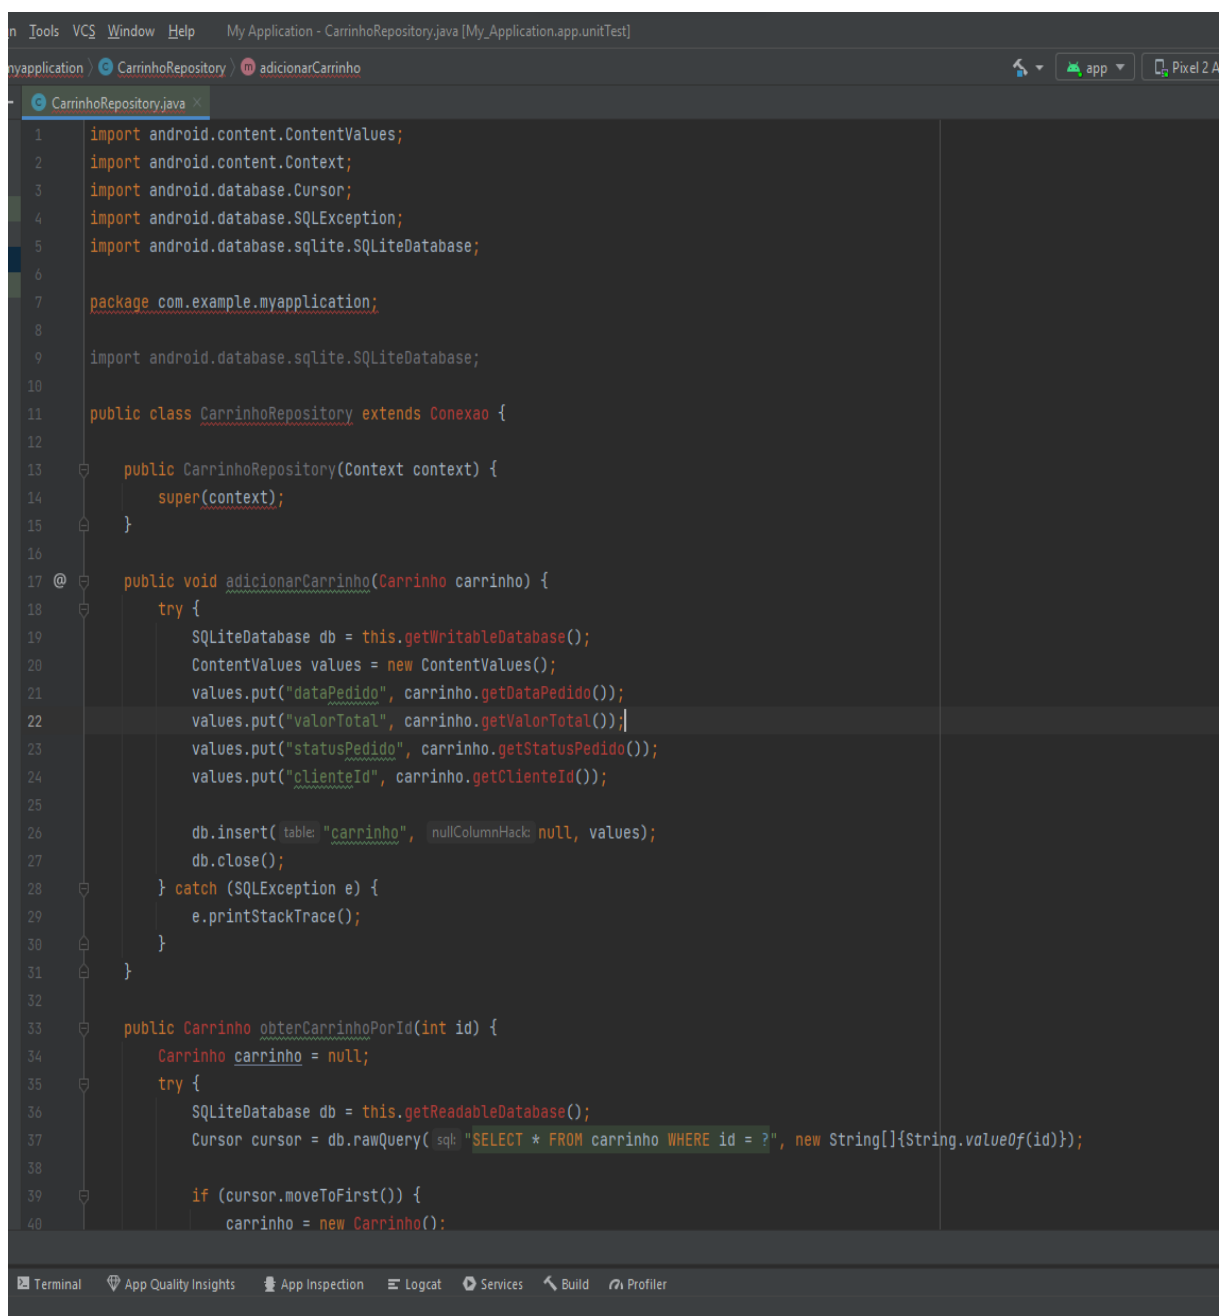 n Tools VCS Window Help My Application - CarrinhoRepository.java [My_Application.app.unitTest]
myapplication CarrinhoRepository m adicionarCarrinho app Pixel 2 A
C CarrinhoRepository.java
1 import android.content.ContentValues;
2 import android.content.Context;
3 import android.database.Cursor;
4 import android.database.SQLException;
5 import android.database.sqlite.SQLiteDatabase;
6
7 package com.example.myapplication;
8
9 import android.database.sqlite.SQLiteDatabase;
10
11 public class CarrinhoRepository extends Conexao {
12
13 public CarrinhoRepository(Context context) {
14 super(context);
15 }
16
17 @ public void adicionarCarrinho(Carrinho carrinho) {
18 try {
19 SQLiteDatabase db = this.getWritableDatabase();
20 ContentValues values = new ContentValues();
21 values.put("dataPedido", carrinho.getDataPedido());
22 values.put("valorTotal", carrinho.getValorTotal());
23 values.put("statusPedido", carrinho.getStatusPedido());
24 values.put("clienteId", carrinho.getClienteId());
25
26 db.insert( table: "carrinho", nullColumnHack: null, values);
27 db.close();
28 } catch (SQLException e) {
29 e.printStackTrace();
30 }
31 }
32
33 public Carrinho obterCarrinhoPorId(int id) {
34 Carrinho carrinho = null;
35 try {
36 SQLiteDatabase db = this.getReadableDatabase();
37 Cursor cursor = db.rawQuery( sql: "SELECT * FROM carrinho WHERE id = ?", new String[]{String.valueOf(id)});
38
39 if (cursor.moveToFirst()) {
40 carrinho = new Carrinho();
Terminal App Quality Insights App Inspection Logcat Services Build Profiler